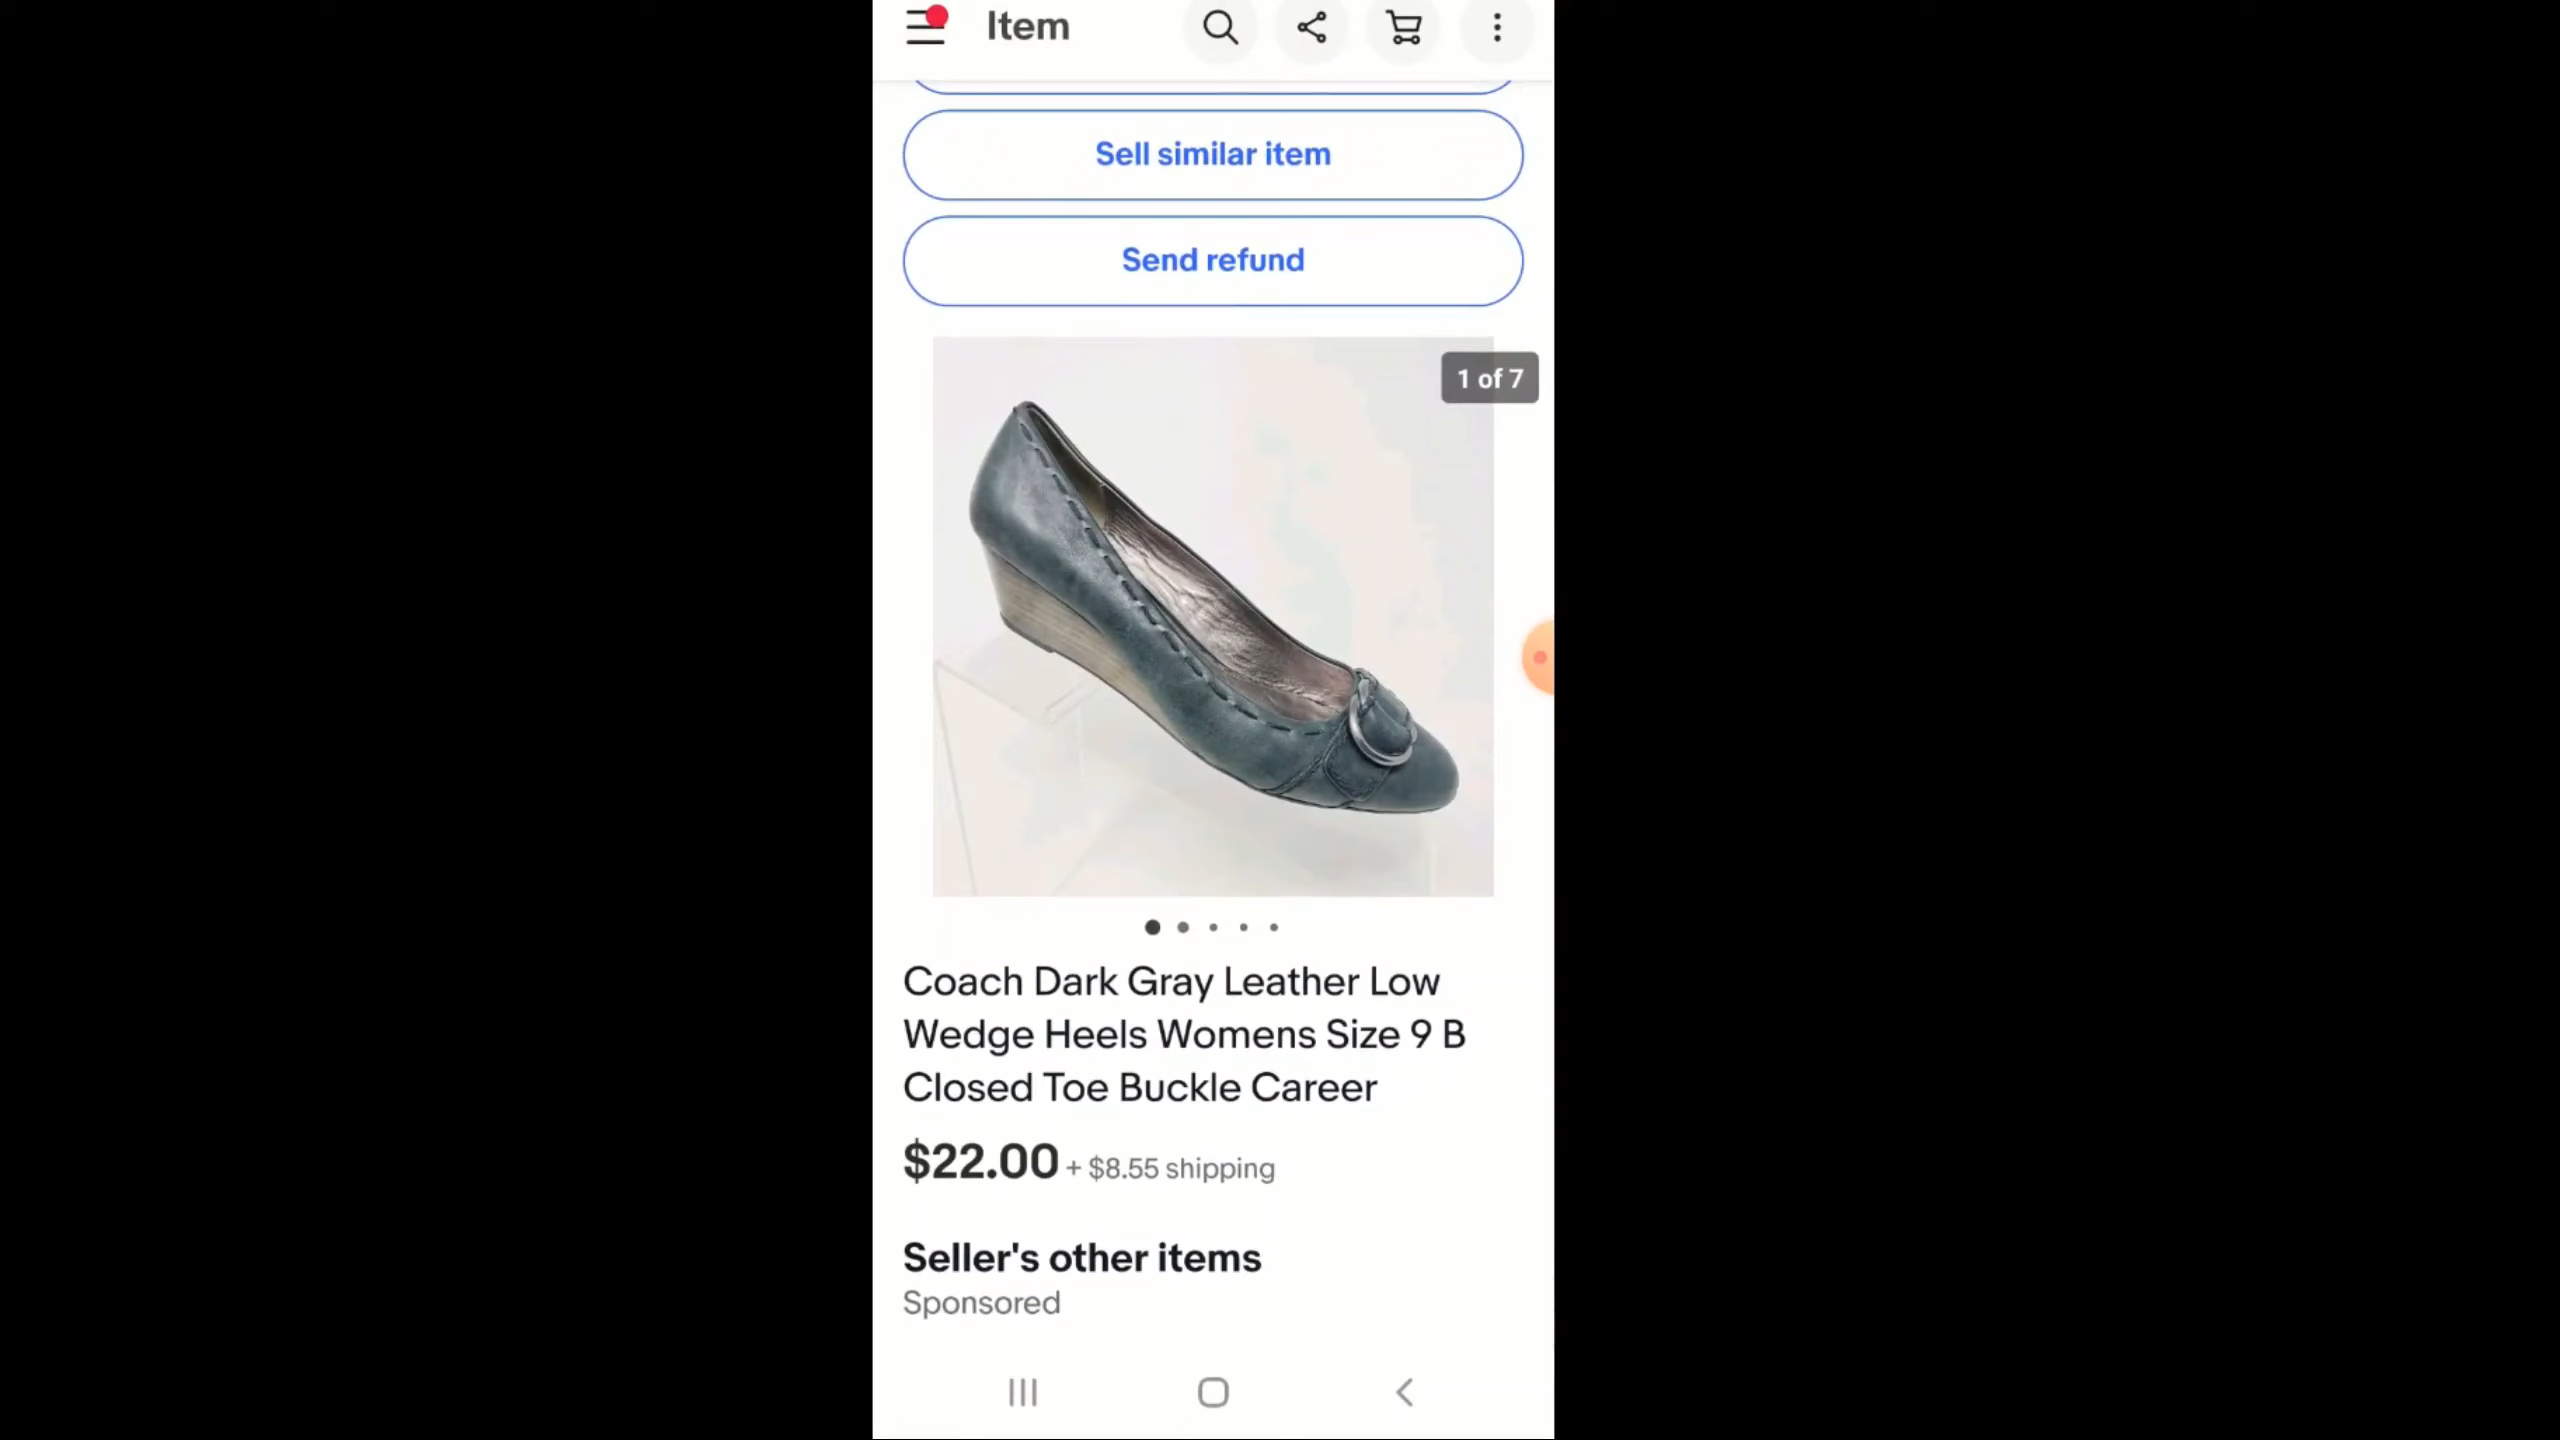 Item
Sell similar item
Send refund
1 of 7
Coach Dark Gray Leather Low
Wedge Heels Womens Size 9 B
Closed Toe Buckle Career
$22.00 + $8.55 shipping
Seller's other items
Sponsored